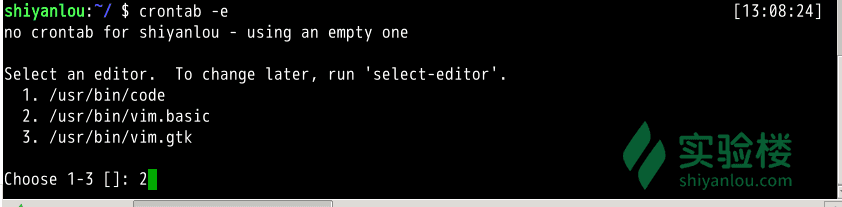 shiyanlou:~/ $ crontab -e [13:08:24]
no crontab for shiyanlou - using an empty one
Select an editor.  To change later, run 'select-editor'.
  1. /usr/bin/code
  2. /usr/bin/vim.basic
  3. /usr/bin/vim.gtk
Choose 1-3 []: 2
实验楼
shiyanlou.com